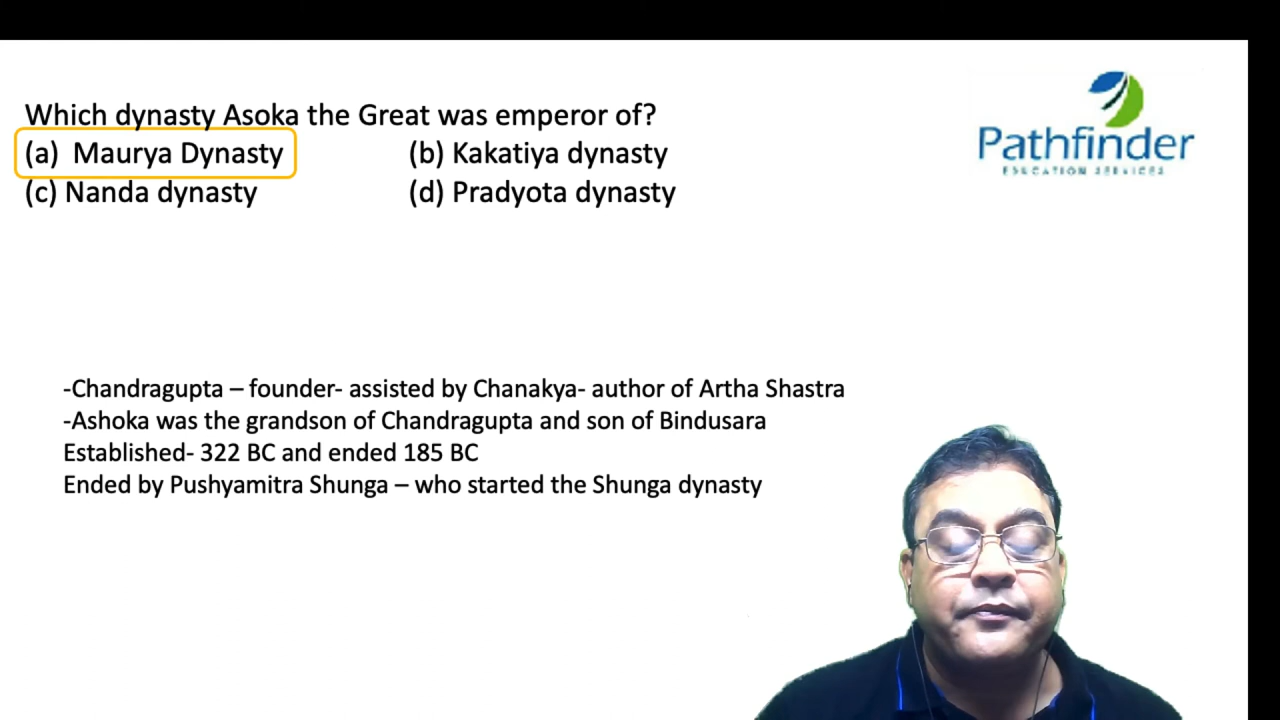 Which dynasty Asoka the Great was emperor of?
(a) Maurya Dynasty (b) Kakatiya dynasty
(c) Nanda dynasty (d) Pradyota dynasty
Pathfinder
EDUCATION SERVICES
-Chandragupta – founder- assisted by Chanakya- author of Artha Shastra
-Ashoka was the grandson of Chandragupta and son of Bindusara
Established- 322 BC and ended 185 BC
Ended by Pushyamitra Shunga – who started the Shunga dynasty